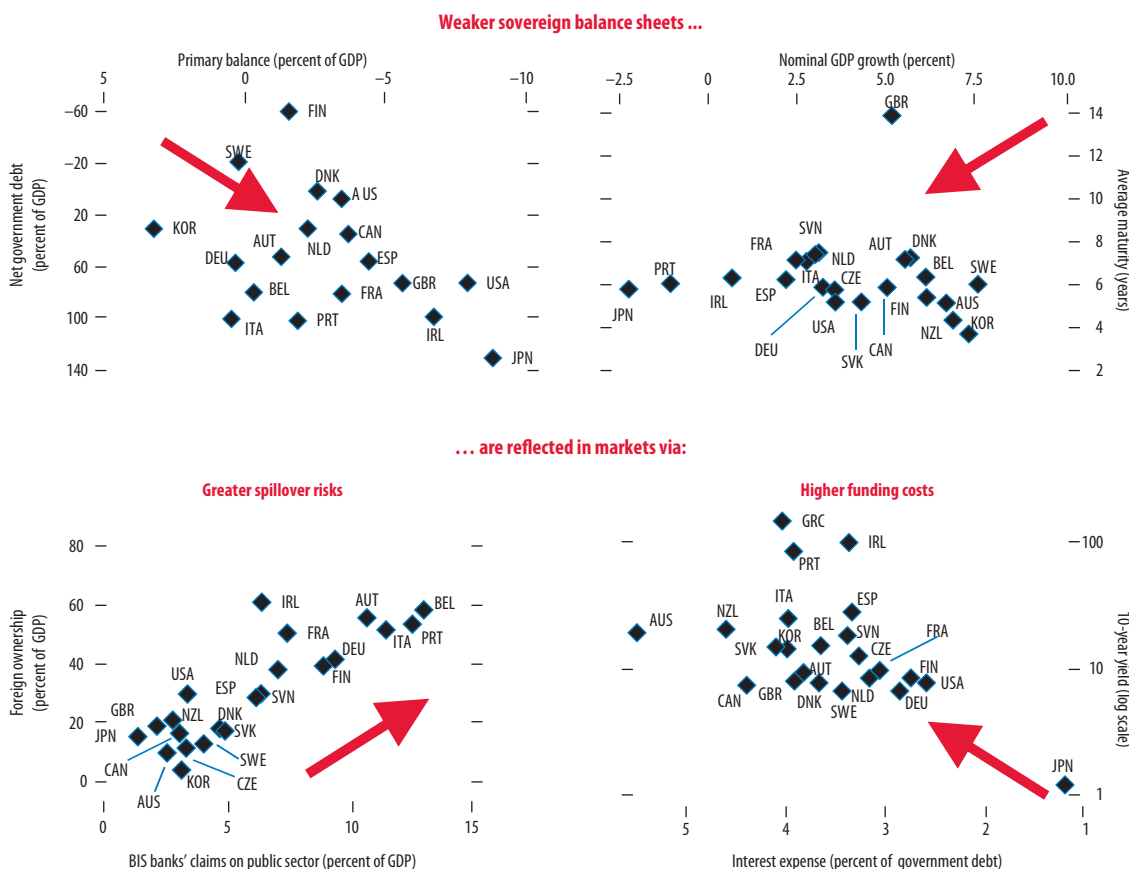 Weaker sovereign balance sheets ...
Primary balance (percent of GDP)
5 0 –5 –10
Net government debt
(percent of GDP)
–60
–20
20
60
100
140
FIN
SWE
DNK
A US
KOR
NLD
CAN
AUT
DEU
ESP
BEL
FRA
GBR
USA
ITA
PRT
IRL
JPN
Nominal GDP growth (percent)
–2.5 0 2.5 5.0 7.5 10.0
Average maturity (years)
14
12
10
8
6
4
2
GBR
SVN
FRA
NLD
AUT
DNK
PRT
ITA
CZE
BEL
SWE
JPN
IRL
ESP
DEU
USA
SVK
CAN
FIN
AUS
NZL
KOR
... are reflected in markets via:
Greater spillover risks
Foreign ownership
(percent of GDP)
80
60
40
20
0
IRL
AUT
BEL
FRA
ITA
PRT
NLD
DEU
FIN
USA
ESP
SVN
GBR
NZL
DNK
SVK
JPN
CAN
SWE
AUS
KOR
CZE
0 5 10 15
BIS banks’ claims on public sector (percent of GDP)
Higher funding costs
GRC
IRL
PRT
AUS
NZL
ITA
ESP
SVK
KOR
BEL
SVN
FRA
CZE
CAN
GBR
AUT
DNK
SWE
NLD
FIN
DEU
USA
JPN
100
10
1
10-year yield (log scale)
5 4 3 2 1
Interest expense (percent of government debt)